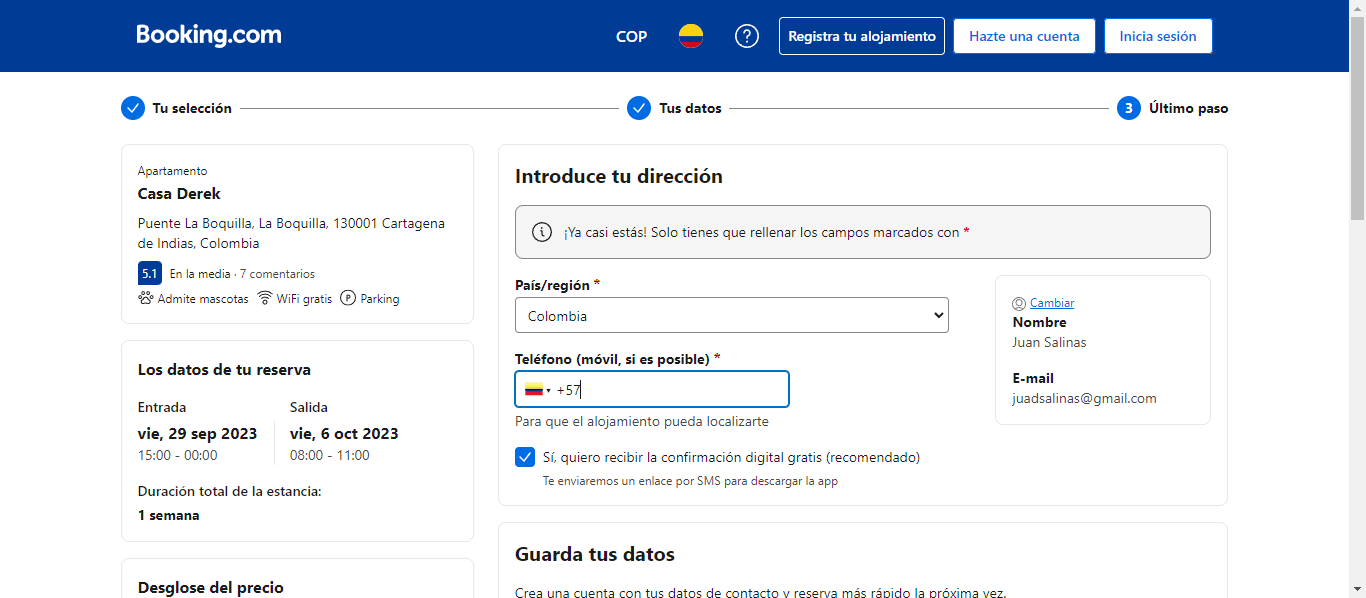 Booking.com
COP
Registra tu alojamiento
Hazte una cuenta
Inicia sesión
Tu selección
Tus datos
3 Último paso
Apartamento
Casa Derek
Puente La Boquilla, La Boquilla, 130001 Cartagena
de Indias, Colombia
5.1 En la media · 7 comentarios
Admite mascotas WiFi gratis P Parking
Los datos de tu reserva
Entrada
vie, 29 sep 2023
15:00 - 00:00
Salida
vie, 6 oct 2023
08:00 - 11:00
Duración total de la estancia:
1 semana
Desglose del precio
Introduce tu dirección
¡Ya casi estás! Solo tienes que rellenar los campos marcados con *
País/región *
Colombia
Teléfono (móvil, si es posible) *
+57
Para que el alojamiento pueda localizarte
Sí, quiero recibir la confirmación digital gratis (recomendado)
Te enviaremos un enlace por SMS para descargar la app
Cambiar
Nombre
Juan Salinas
E-mail
juadsalinas@gmail.com
Guarda tus datos
Crea una cuenta con tus datos de contacto y reserva más rápido la próxima vez.